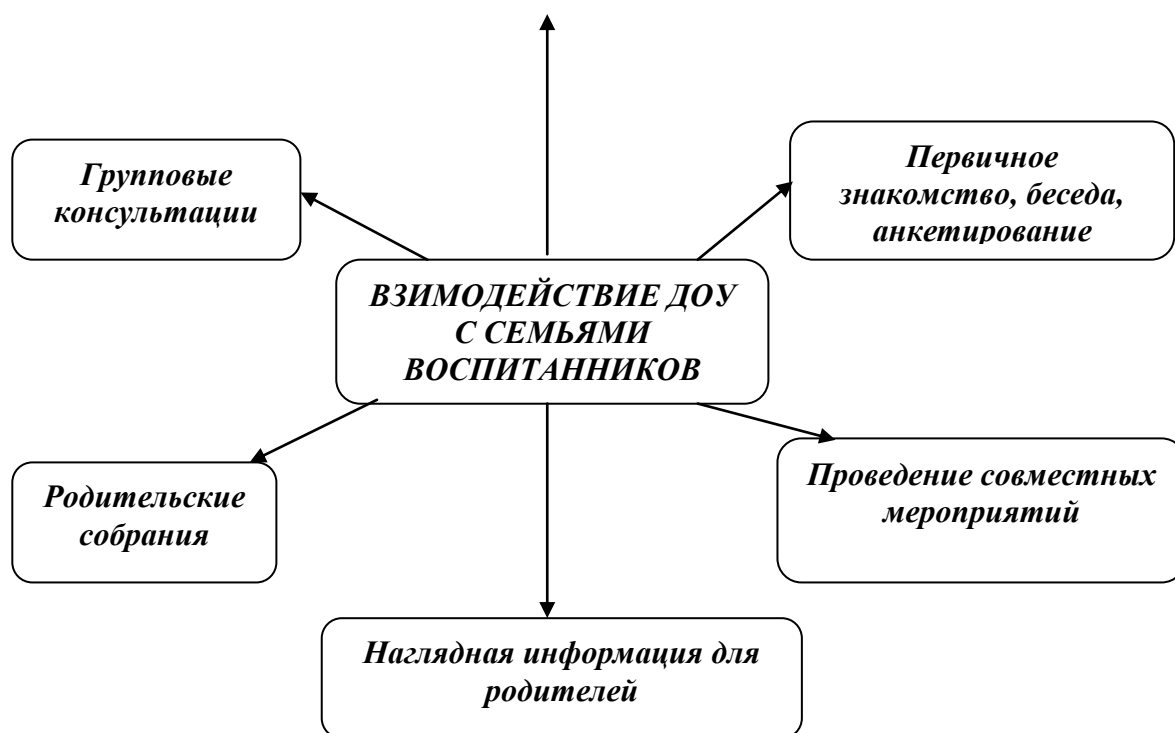 Групповые
консультации
Первичное
знакомство, беседа,
анкетирование
ВЗИМОДЕЙСТВИЕ ДОУ
С СЕМЬЯМИ
ВОСПИТАННИКОВ
Родительские
собрания
Проведение совместных
мероприятий
Наглядная информация для
родителей